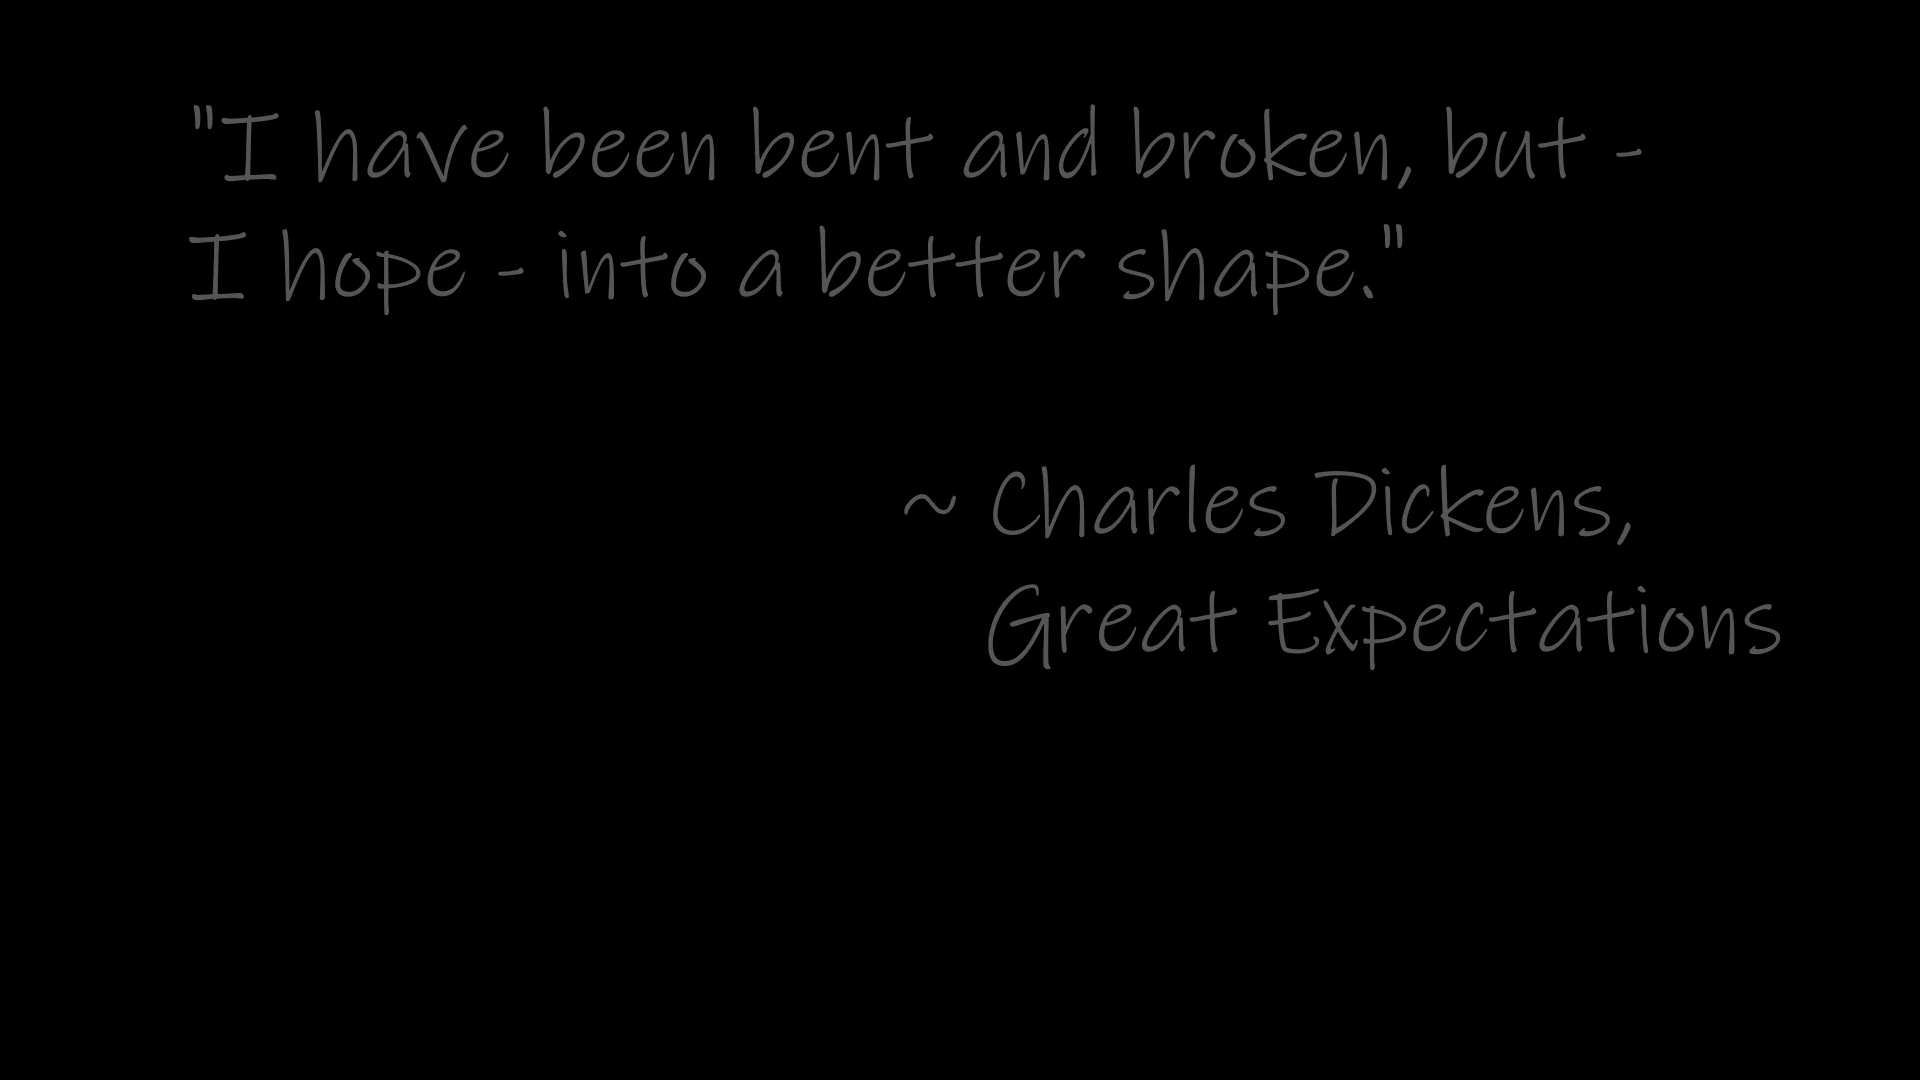 "I have been bent and broken, but -
I hope - into a better shape."
~ Charles Dickens,
Great Expectations